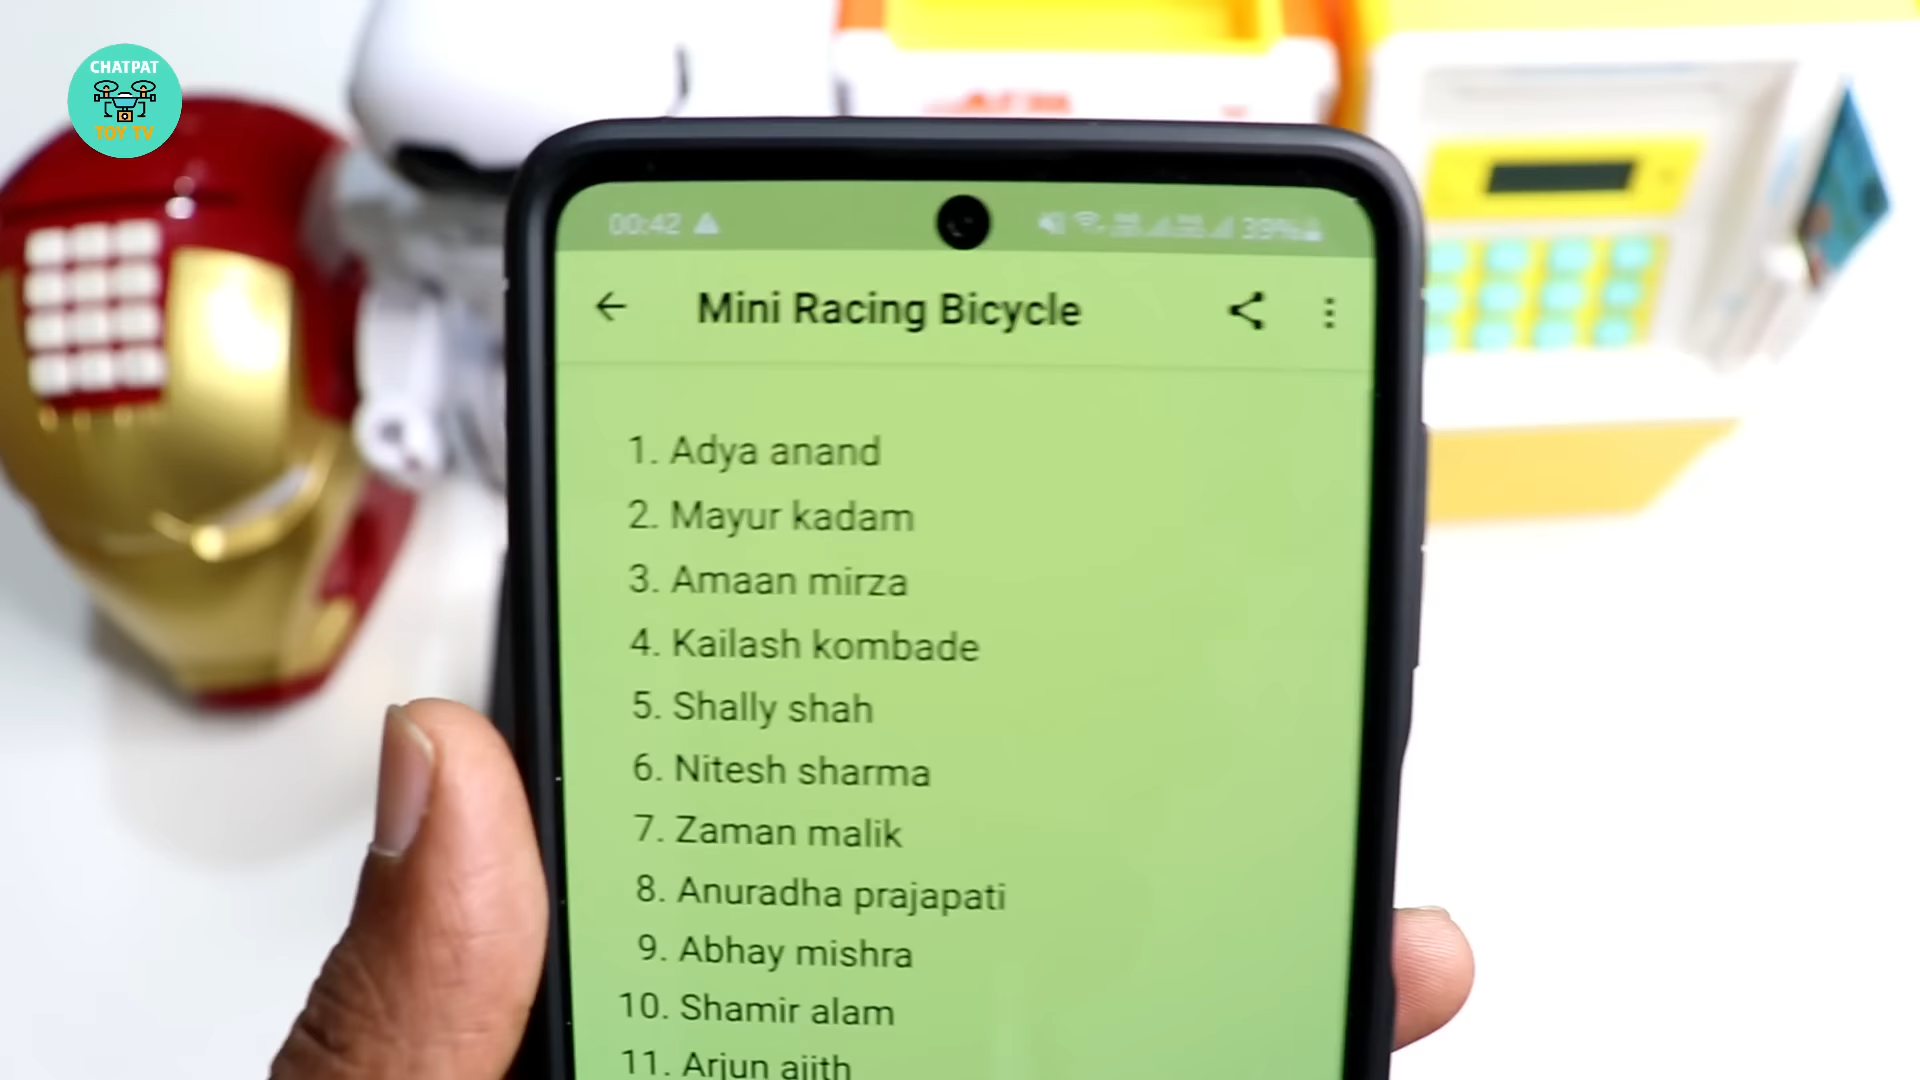 CHATPAT
TOY TV
00:42
39%
Mini Racing Bicycle
1. Adya anand
2. Mayur kadam
3. Amaan mirza
4. Kailash kombade
5. Shally shah
6. Nitesh sharma
7. Zaman malik
8. Anuradha prajapati
9. Abhay mishra
10. Shamir alam
11. Arjun ajith